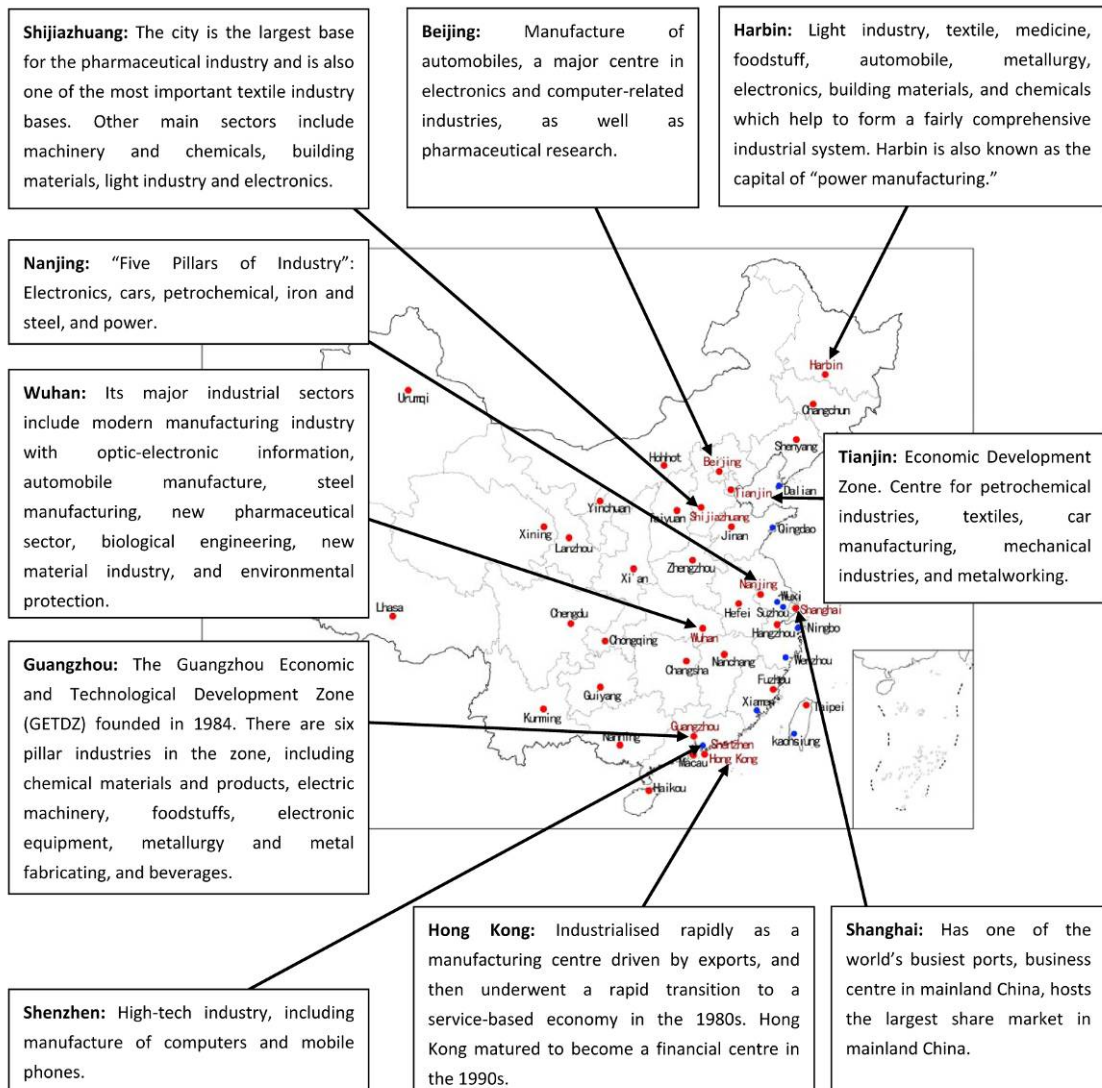 Shijiazhuang: The city is the largest base
for the pharmaceutical industry and is also
one of the most important textile industry
bases. Other main sectors include
machinery and chemicals, building
materials, light industry and electronics.
Beijing: Manufacture of
automobiles, a major centre in
electronics and computer-related
industries, as well as
pharmaceutical research.
Harbin: Light industry, textile, medicine,
foodstuff, automobile, metallurgy,
electronics, building materials, and chemicals
which help to form a fairly comprehensive
industrial system. Harbin is also known as the
capital of “power manufacturing.”
Nanjing: “Five Pillars of Industry”:
Electronics, cars, petrochemical, iron and
steel, and power.
Wuhan: Its major industrial sectors
include modern manufacturing industry
with optic-electronic information,
automobile manufacture, steel
manufacturing, new pharmaceutical
sector, biological engineering, new
material industry, and environmental
protection.
Tianjin: Economic Development
Zone. Centre for petrochemical
industries, textiles, car
manufacturing, mechanical
industries, and metalworking.
Guangzhou: The Guangzhou Economic
and Technological Development Zone
(GETDZ) founded in 1984. There are six
pillar industries in the zone, including
chemical materials and products, electric
machinery, foodstuffs, electronic
equipment, metallurgy and metal
fabricating, and beverages.
Shenzhen: High-tech industry, including
manufacture of computers and mobile
phones.
Hong Kong: Industrialised rapidly as a
manufacturing centre driven by exports, and
then underwent a rapid transition to a
service-based economy in the 1980s. Hong
Kong matured to become a financial centre in
the 1990s.
Shanghai: Has one of the
world’s busiest ports, business
centre in mainland China, hosts
the largest share market in
mainland China.
Harbin
Urumqi
Changchun
Shenyang
Hohhot
Beijing
Tianjin
Dalian
Yinchuan
Taiyuan
Shijiazhuang
Jinan
Qingdao
Xining
Lanzhou
Zhengzhou
Xi'an
Nanjing
Wuxi
Hefei
Suzhou
Shanghai
Lhasa
Chengdu
Hangzhou
Ningbo
Chongqing
Wuhan
Nanchang
Wenzhou
Changsha
Guiyang
Fuzhou
Kunming
Xiamen
Taipei
Guangzhou
Nanning
Shenzhen
Kaohsiung
Macau
Hong Kong
Haikou